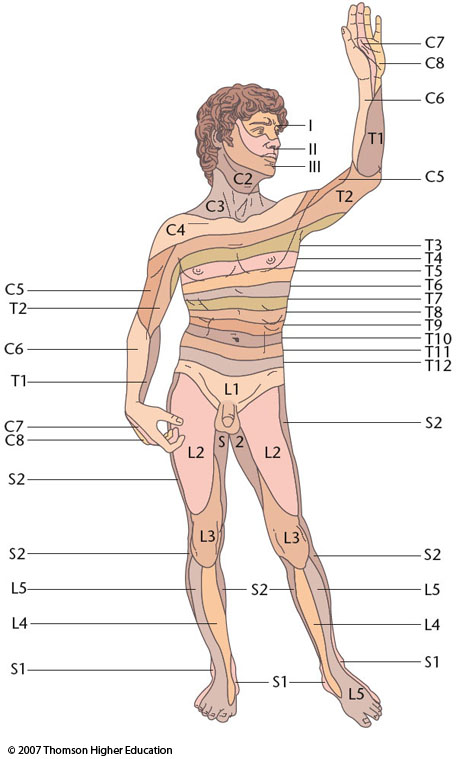 C7
C8
C6
I
T1
II
III
C2
C5
T2
C3
C4
T3
T4
T5
T6
C5
T7
T2
T8
T9
T10
C6
T11
T12
T1
L1
C7
S2
C8
S 2
L2
L2
S2
L3
L3
S2
S2
L5
S2
L5
L4
L4
S1
S1
S1
L5
© 2007 Thomson Higher Education